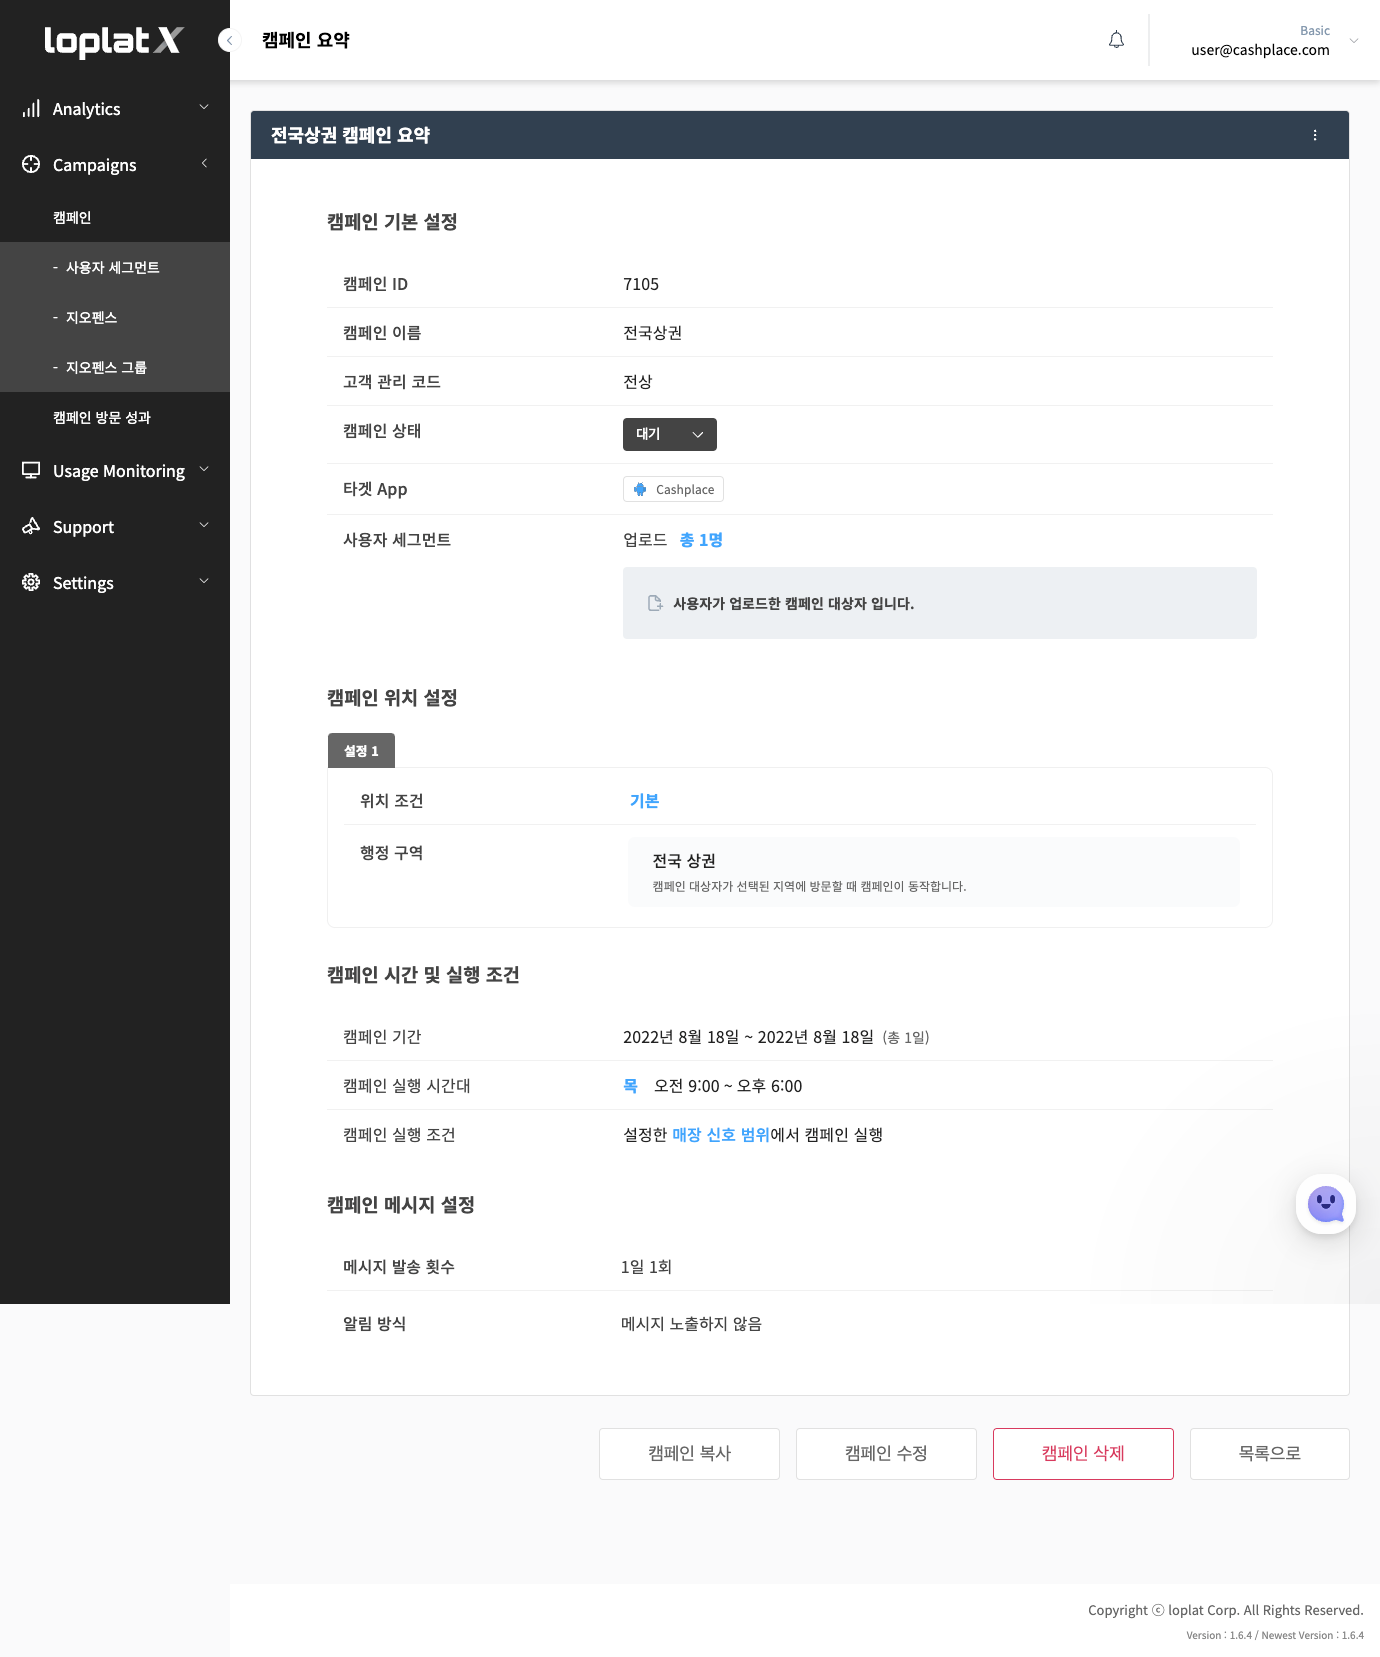 loplat X
캠페인 요약
Basic
user@cashplace.com
Analytics
Campaigns
캠페인
- 사용자 세그먼트
- 지오펜스
- 지오펜스 그룹
캠페인 방문 성과
Usage Monitoring
Support
Settings
전국상권 캠페인 요약
캠페인 기본 설정
캠페인 ID 7105
캠페인 이름 전국상권
고객 관리 코드 전상
캠페인 상태 대기
타겟 App Cashplace
사용자 세그먼트 업로드 총 1명
사용자가 업로드한 캠페인 대상자 입니다.
캠페인 위치 설정
설정 1
위치 조건 기본
행정 구역 전국 상권
캠페인 대상자가 선택된 지역에 방문할 때 캠페인이 동작합니다.
캠페인 시간 및 실행 조건
캠페인 기간 2022년 8월 18일 ~ 2022년 8월 18일 (총 1일)
캠페인 실행 시간대 목 오전 9:00 ~ 오후 6:00
캠페인 실행 조건 설정한 매장 신호 범위에서 캠페인 실행
캠페인 메시지 설정
메시지 발송 횟수 1일 1회
알림 방식 메시지 노출하지 않음
캠페인 복사 캠페인 수정 캠페인 삭제 목록으로
Copyright ⓒ loplat Corp. All Rights Reserved.
Version : 1.6.4 / Newest Version : 1.6.4